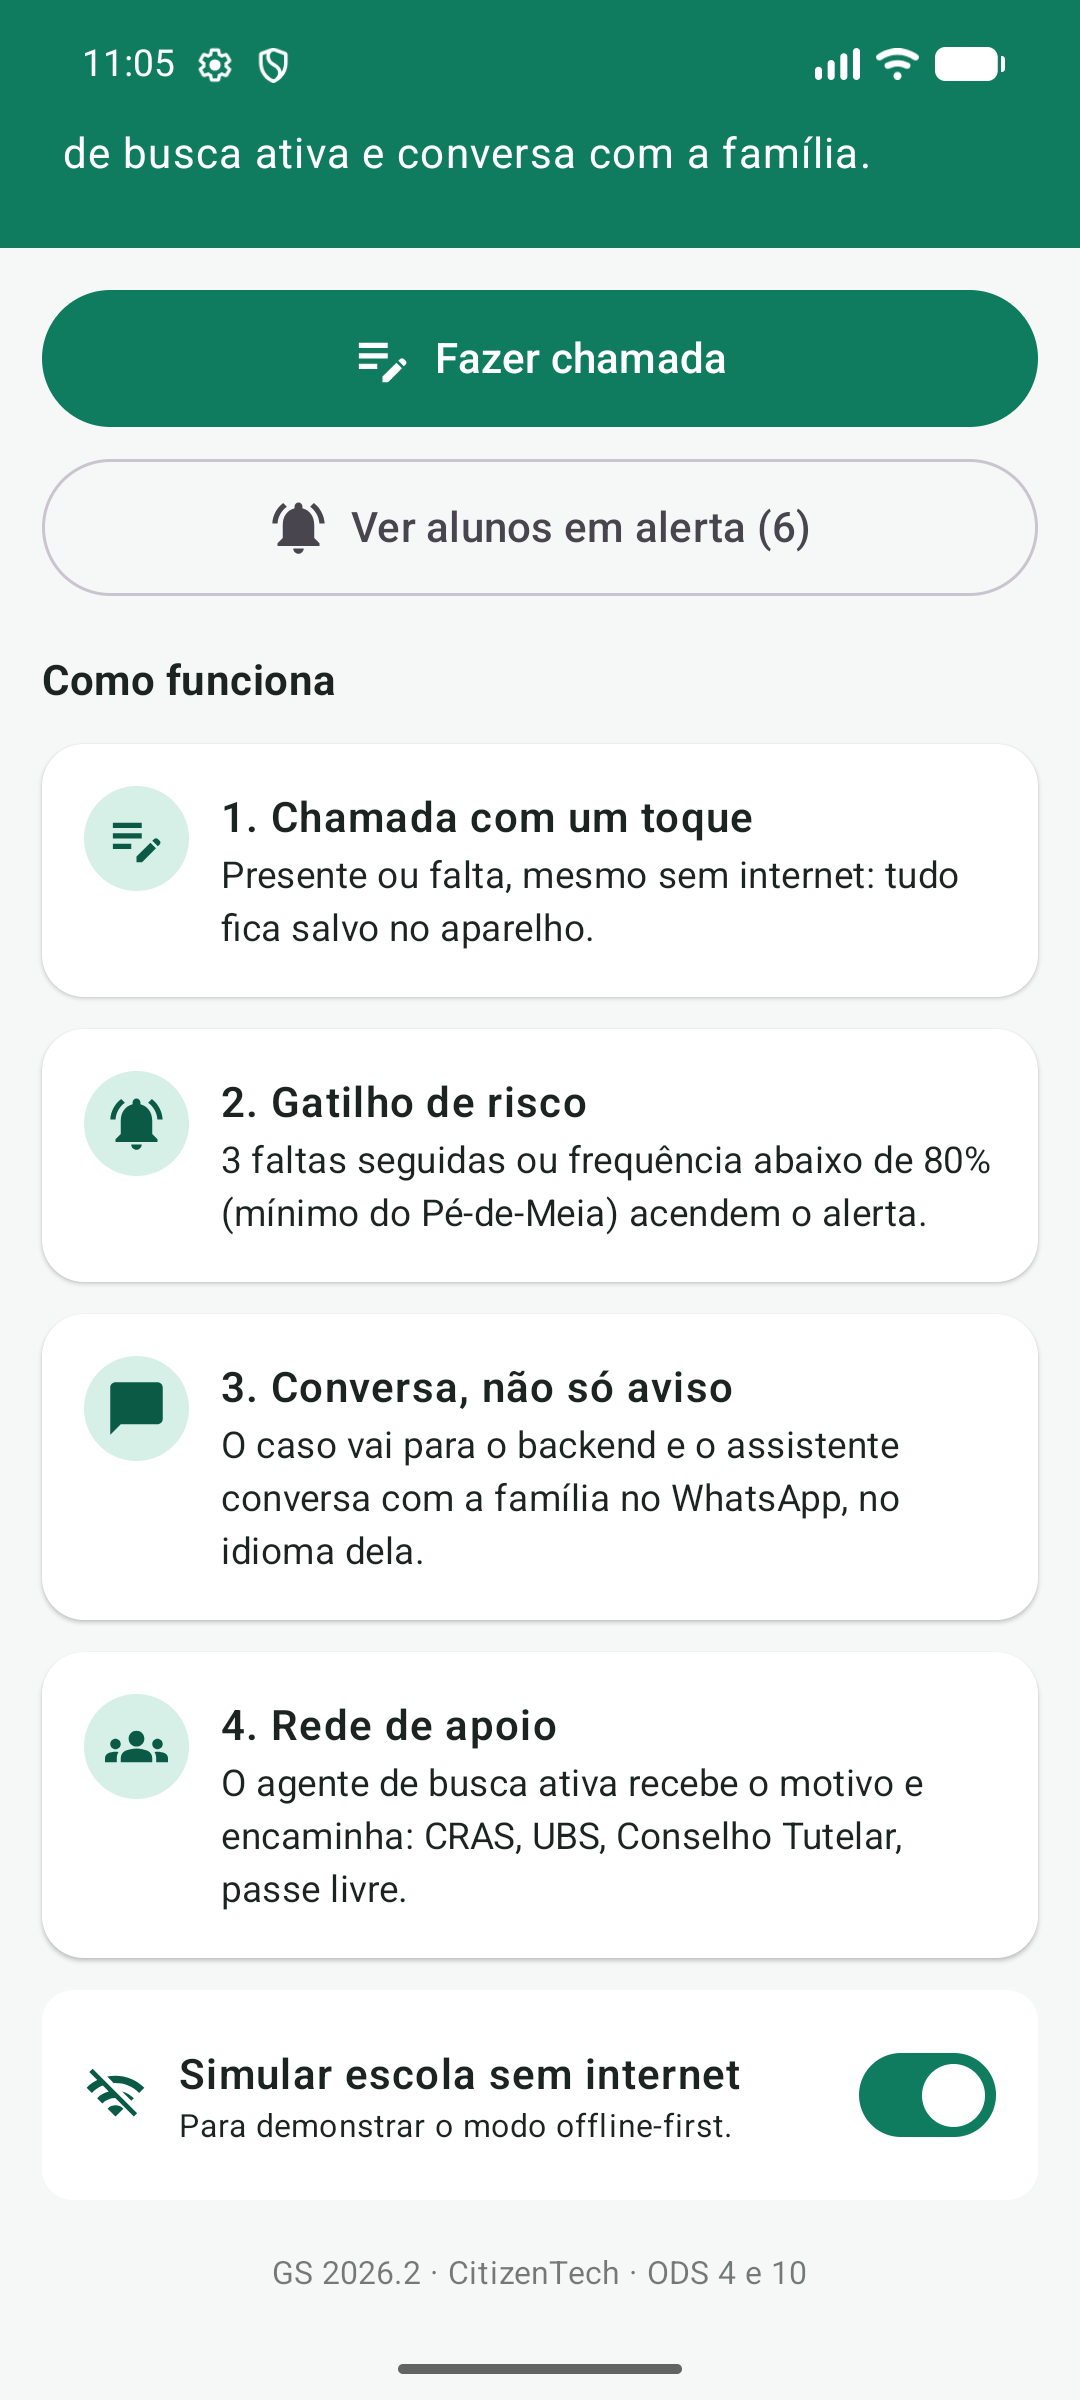 11:05
de busca ativa e conversa com a família.
Fazer chamada
Ver alunos em alerta (6)
Como funciona
1. Chamada com um toque
Presente ou falta, mesmo sem internet: tudo
fica salvo no aparelho.
2. Gatilho de risco
3 faltas seguidas ou frequência abaixo de 80%
(mínimo do Pé-de-Meia) acendem o alerta.
3. Conversa, não só aviso
O caso vai para o backend e o assistente
conversa com a família no WhatsApp, no
idioma dela.
4. Rede de apoio
O agente de busca ativa recebe o motivo e
encaminha: CRAS, UBS, Conselho Tutelar,
passe livre.
Simular escola sem internet
Para demonstrar o modo offline-first.
GS 2026.2 · CitizenTech · ODS 4 e 10